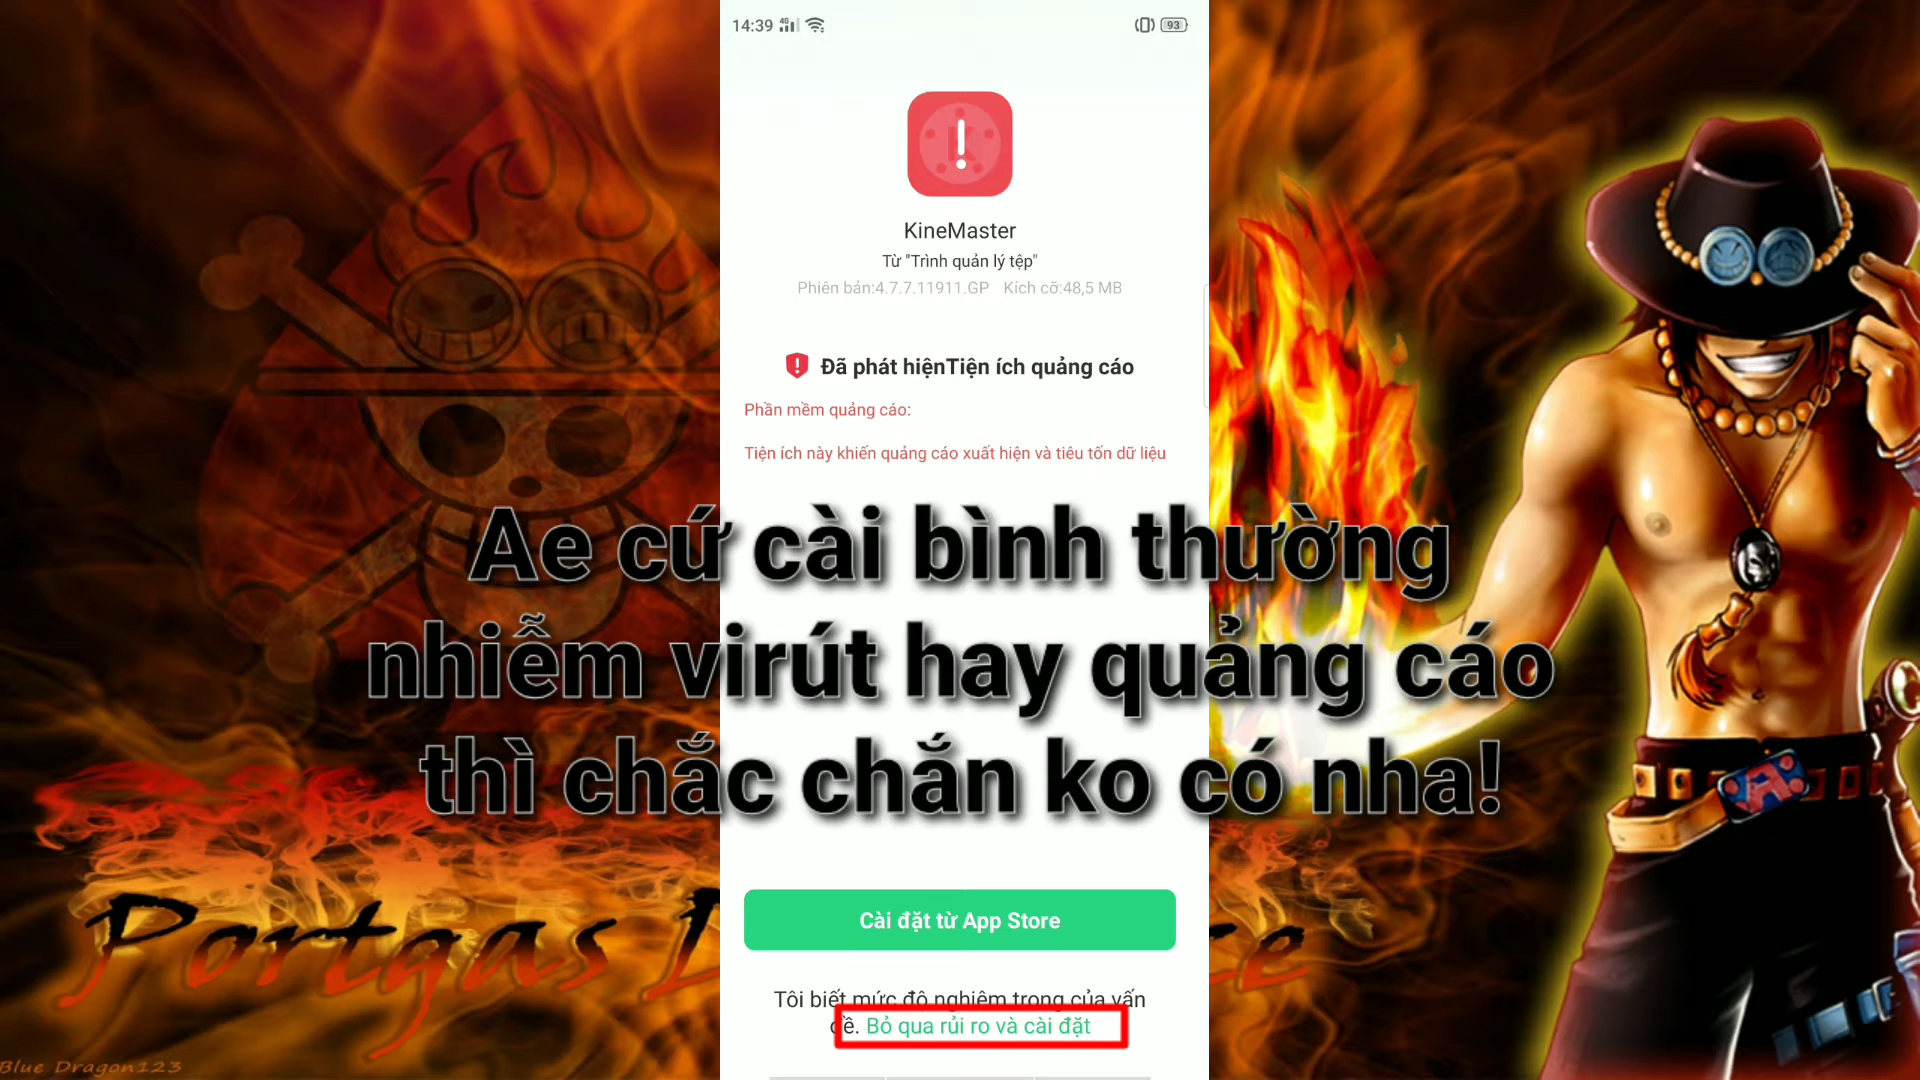 14:39 4G
93
KineMaster
Từ "Trình quản lý tệp"
Phiên bản:4.7.7.11911.GP Kích cỡ:48,5 MB
Đã phát hiệnTiện ích quảng cáo
Phần mềm quảng cáo:
Tiện ích này khiến quảng cáo xuất hiện và tiêu tốn dữ liệu
Ae cứ cài bình thường
nhiễm virút hay quảng cáo
thì chắc chắn ko có nha!
Cài đặt từ App Store
Portgas D
ce
Tôi biết mức độ nghiêm trọng của vấn
đề. Bỏ qua rủi ro và cài đặt
Blue Dragon123